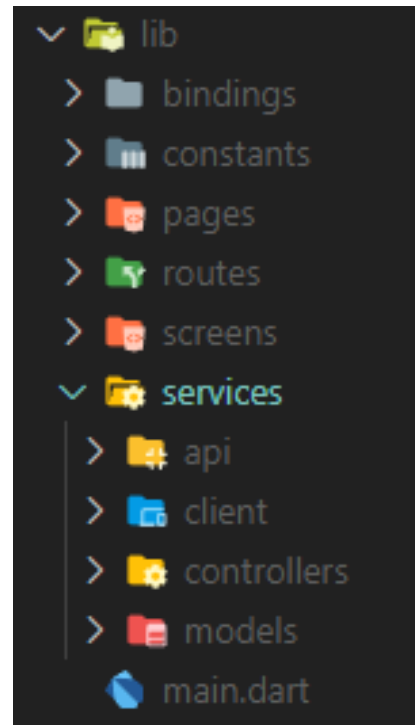 lib
bindings
constants
pages
routes
screens
services
api
client
controllers
models
main.dart